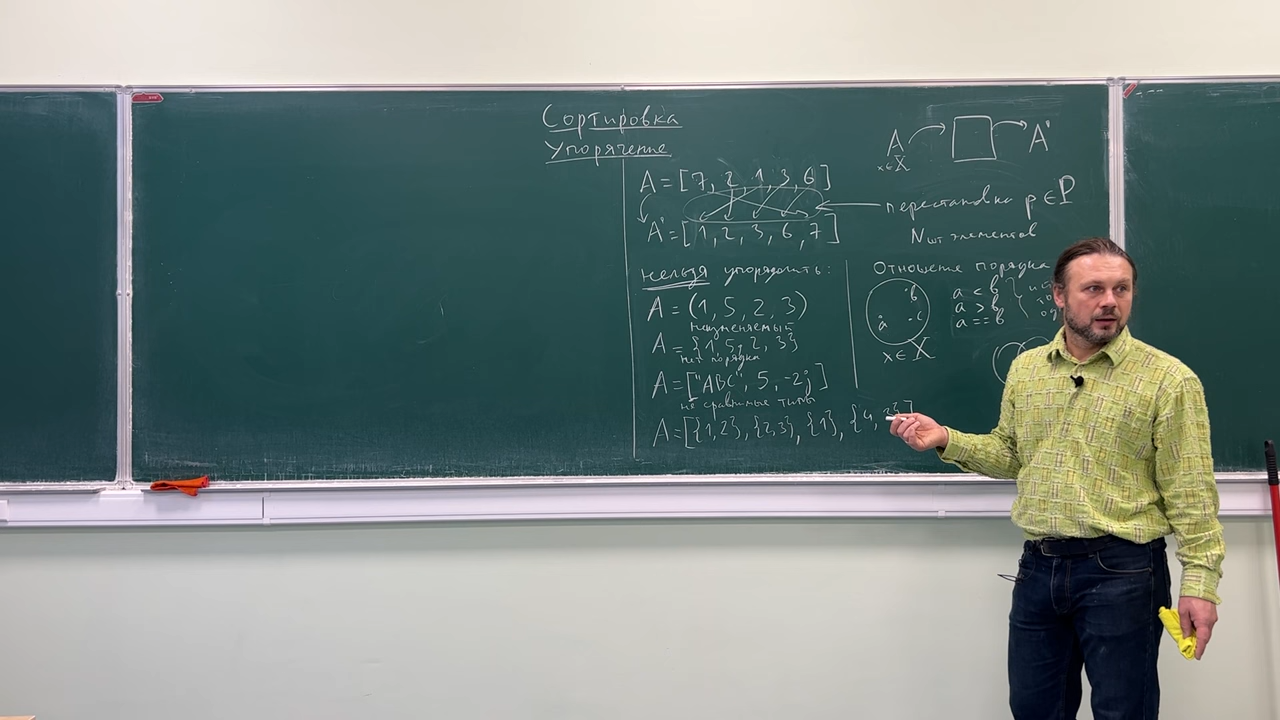 Сортировка
Упорячение
A = [7, 2, 1, 3, 6]
A' = [1, 2, 3, 6, 7]
нельзя упорядочить:
A = (1, 5, 2, 3)
неизменяемый
A = {1, 5, 2, 3}
нет порядка
A = ["ABC", 5, -2; ]
не сравнимые типы
A = [{1, 2}, {2, 3}, {1}, {4,
A
A'
x ∈ X
перестановка p ∈ P
N шт элементов
Отношение порядка
b
a
c
x ∈ X
a < b
a > b
a == b